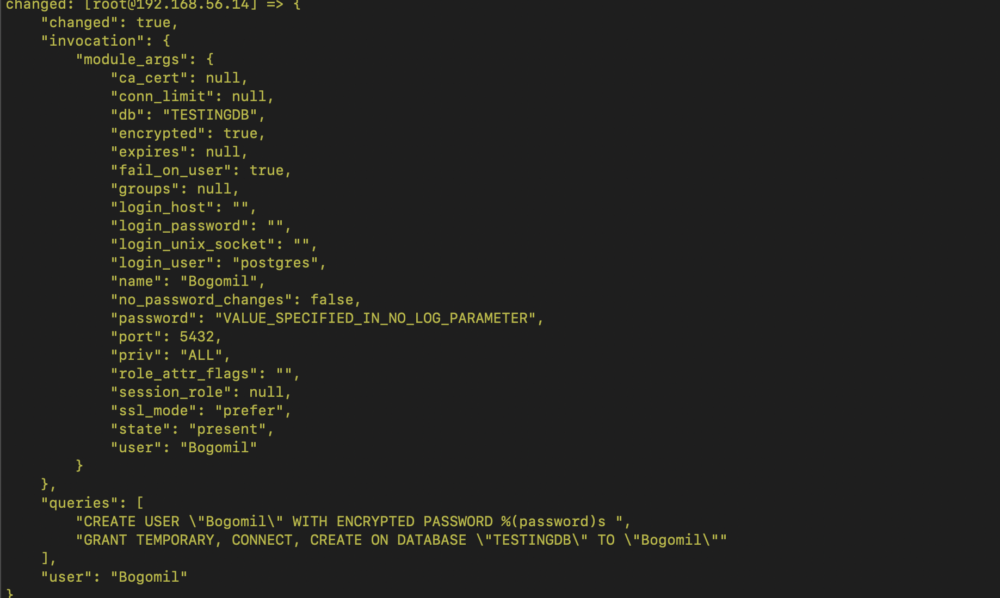 changed: [root@192.168.56.14] => {
    "changed": true,
    "invocation": {
        "module_args": {
            "ca_cert": null,
            "conn_limit": null,
            "db": "TESTINGDB",
            "encrypted": true,
            "expires": null,
            "fail_on_user": true,
            "groups": null,
            "login_host": "",
            "login_password": "",
            "login_unix_socket": "",
            "login_user": "postgres",
            "name": "Bogomil",
            "no_password_changes": false,
            "password": "VALUE_SPECIFIED_IN_NO_LOG_PARAMETER",
            "port": 5432,
            "priv": "ALL",
            "role_attr_flags": "",
            "session_role": null,
            "ssl_mode": "prefer",
            "state": "present",
            "user": "Bogomil"
        }
    },
    "queries": [
        "CREATE USER \"Bogomil\" WITH ENCRYPTED PASSWORD %(password)s ",
        "GRANT TEMPORARY, CONNECT, CREATE ON DATABASE \"TESTINGDB\" TO \"Bogomil\""
    ],
    "user": "Bogomil"
}